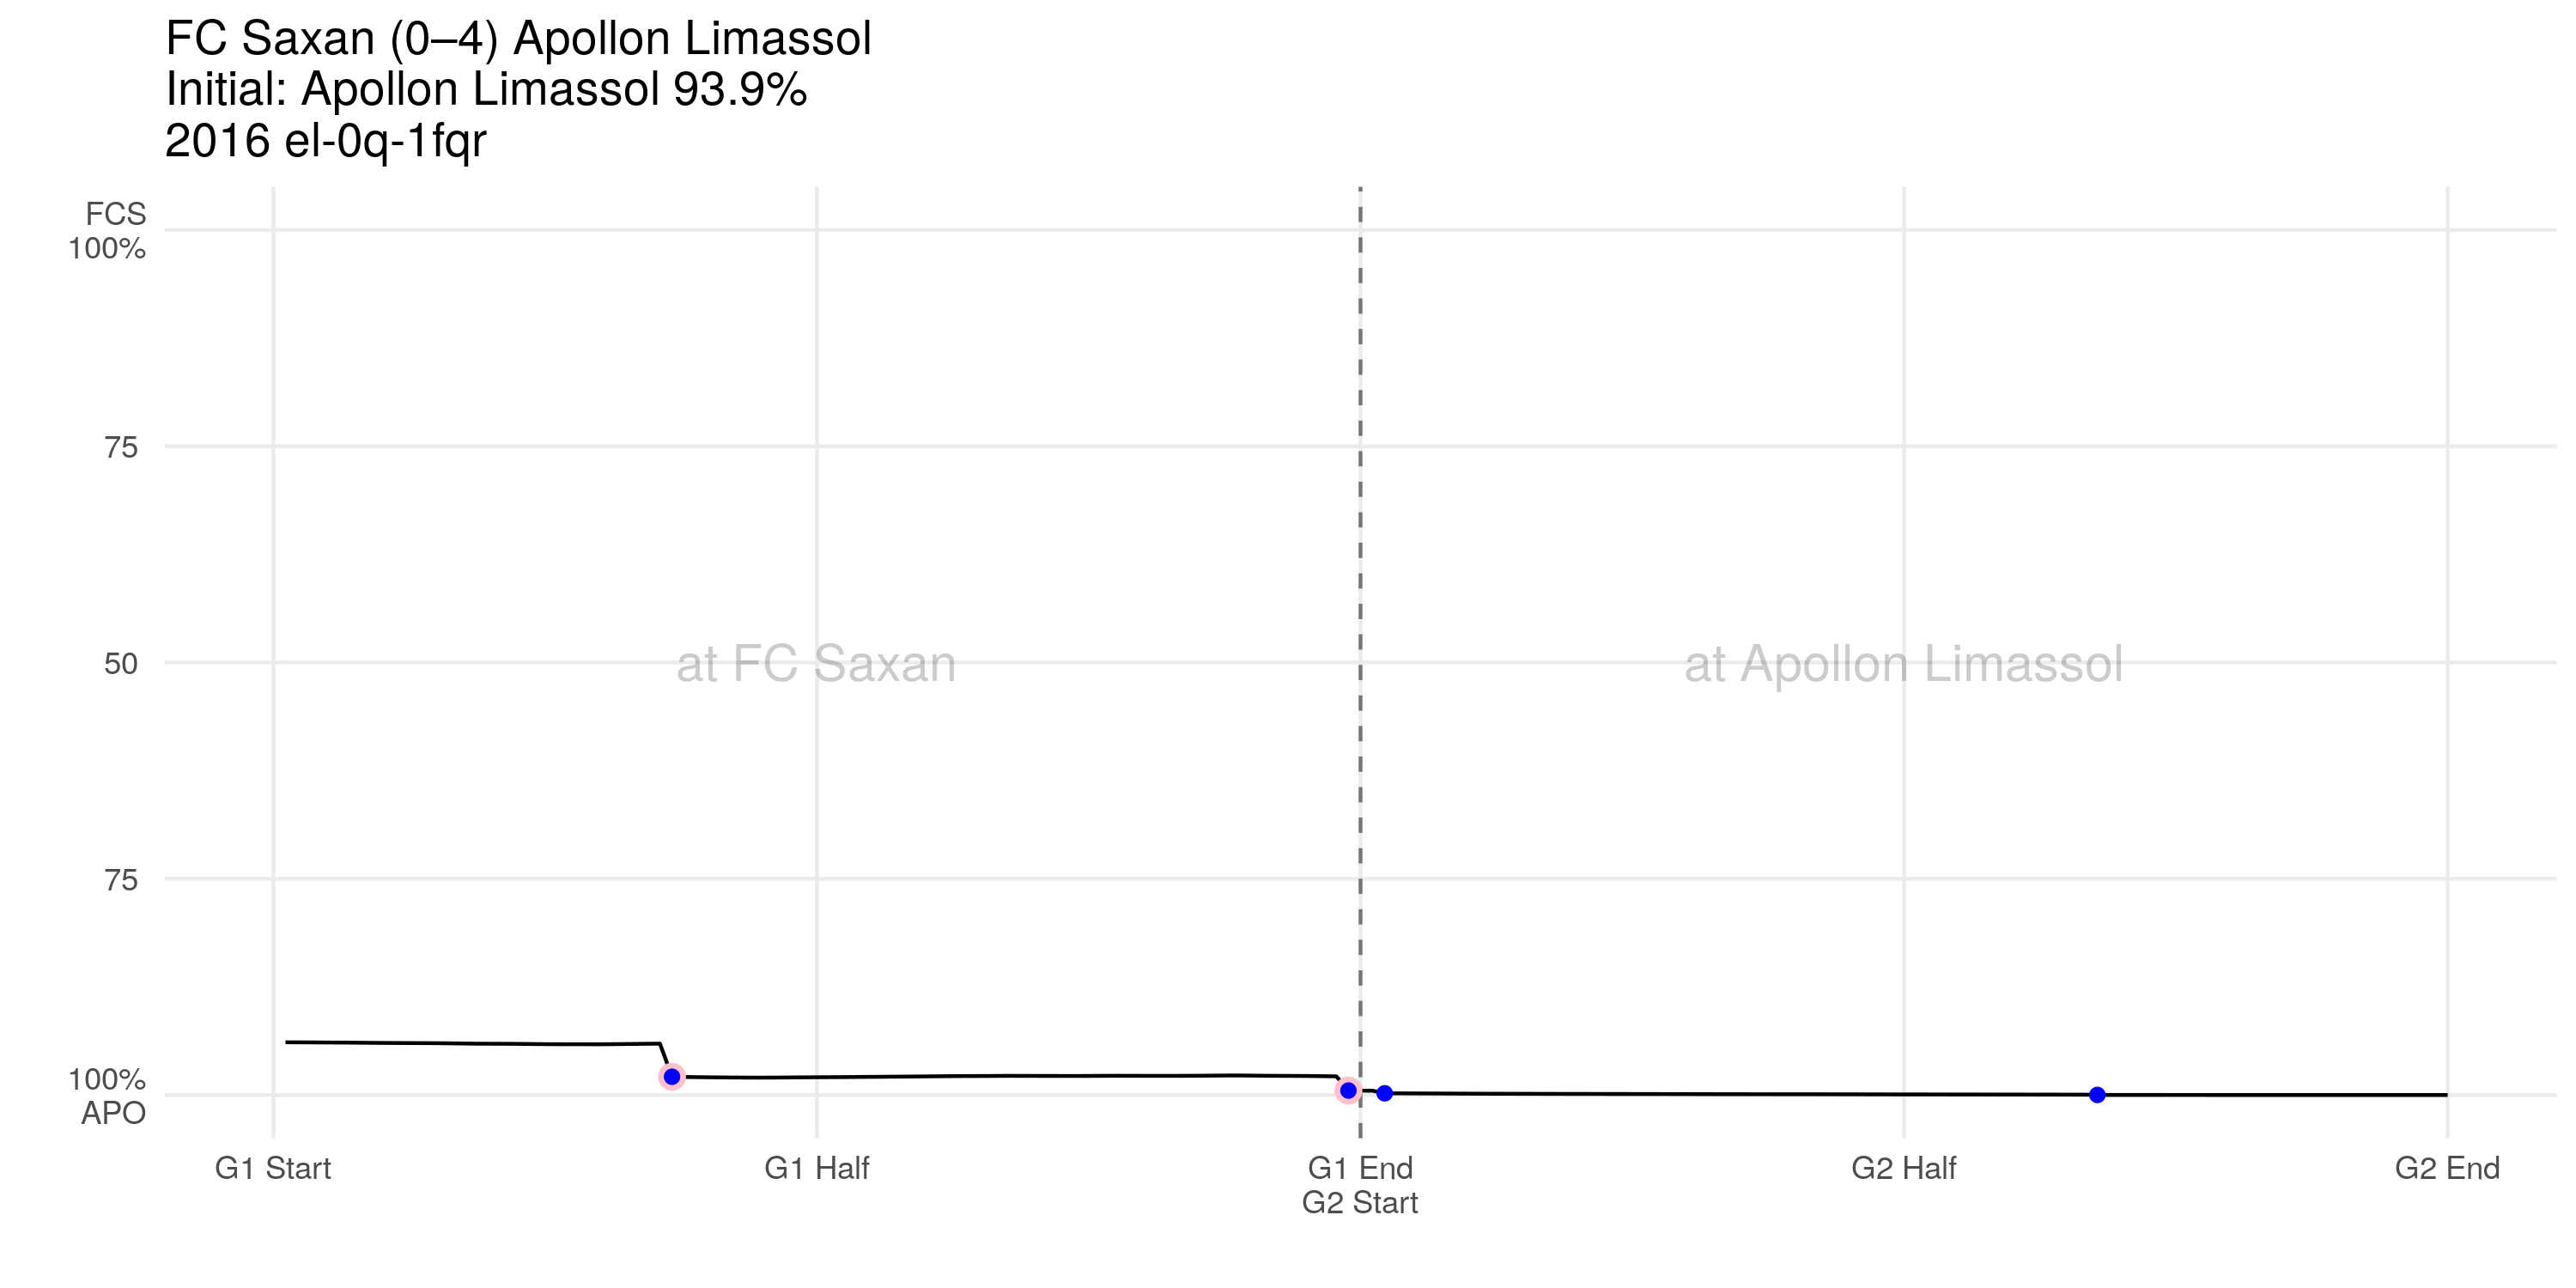 FC Saxan (0–4) Apollon Limassol
Initial: Apollon Limassol 93.9%
2016 el-0q-1fqr
FCS
100%
75
50
75
100%
APO
at FC Saxan
at Apollon Limassol
G1 Start
G1 Half
G1 End
G2 Start
G2 Half
G2 End